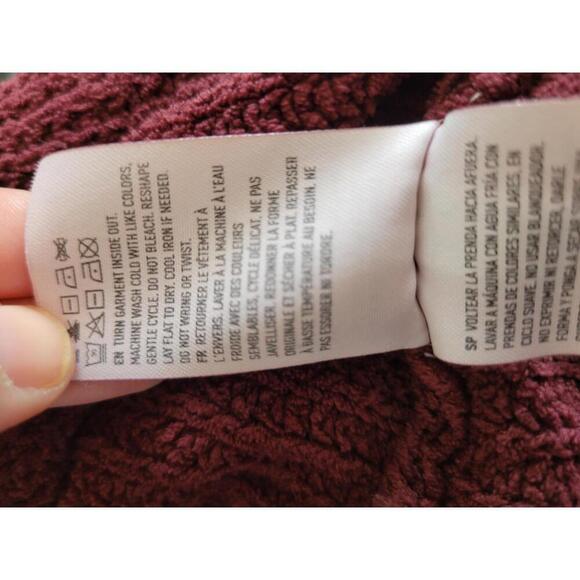 EN TURN GARMENT INSIDE OUT.
MACHINE WASH COLD WITH LIKE COLORS,
GENTLE CYCLE. DO NOT BLEACH. RESHAPE
LAY FLAT TO DRY. COOL IRON IF NEEDED.
DO NOT WRING OR TWIST.
FR RETOURNER LE VÊTEMENT À
L'ENVERS. LAVER À LA MACHINE À L'EAU
FROIDE AVEC DES COULEURS
SEMBLABLES, CYCLE DÉLICAT. NE PAS
JAVELLISER. REDONNER LA FORME
ORIGINALE ET SÉCHER À PLAT. REPASSER
À BASSE TEMPÉRATURE AU BESOIN. NE
PAS ESSORER NI TORDRE.
SP VOLTEAR LA PRENDA HACIA AFUERA.
LAVAR A MÁQUINA CON AGUA FRÍA CON
PRENDAS DE COLORES SIMILARES, EN
CICLO SUAVE. NO USAR BLANQUEADOR.
NO EXPRIMIR NI RETORCER. DARLE
FORMA Y PONGA A